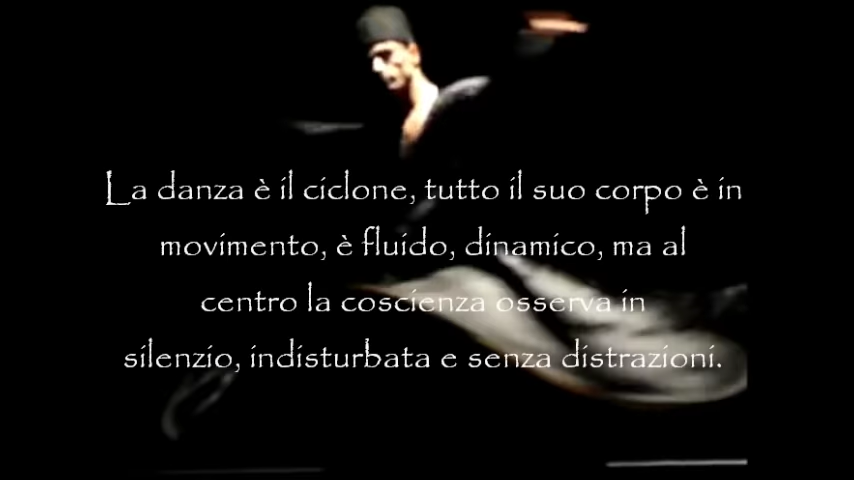 La danza è il ciclone, tutto il suo corpo è in
movimento, è fluido, dinamico, ma al
centro la coscienza osserva in
silenzio, indisturbata e senza distrazioni.